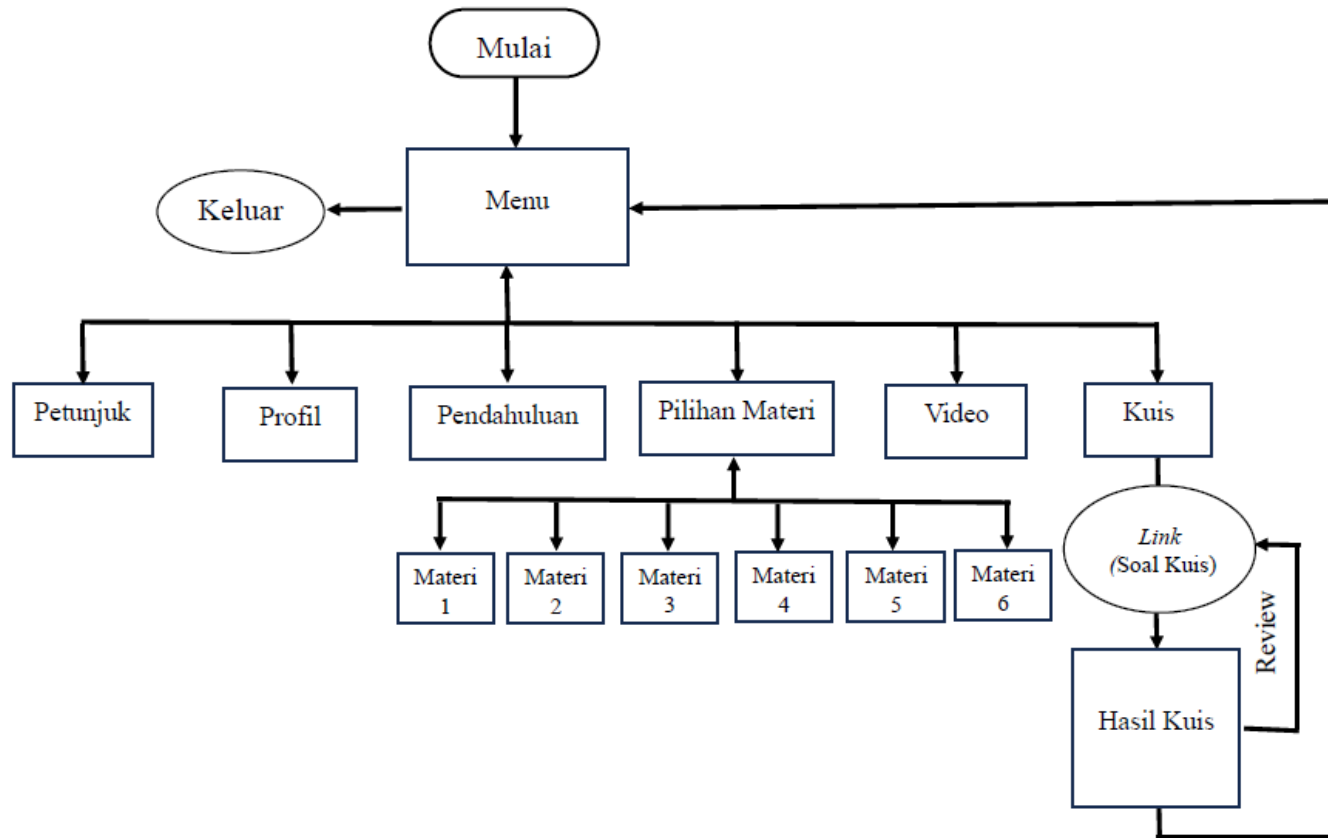 Mulai
Menu
Keluar
Petunjuk
Profil
Pendahuluan
Pilihan Materi
Video
Kuis
Materi
1
Materi
2
Materi
3
Materi
4
Materi
5
Materi
6
Link
(Soal Kuis)
Review
Hasil Kuis